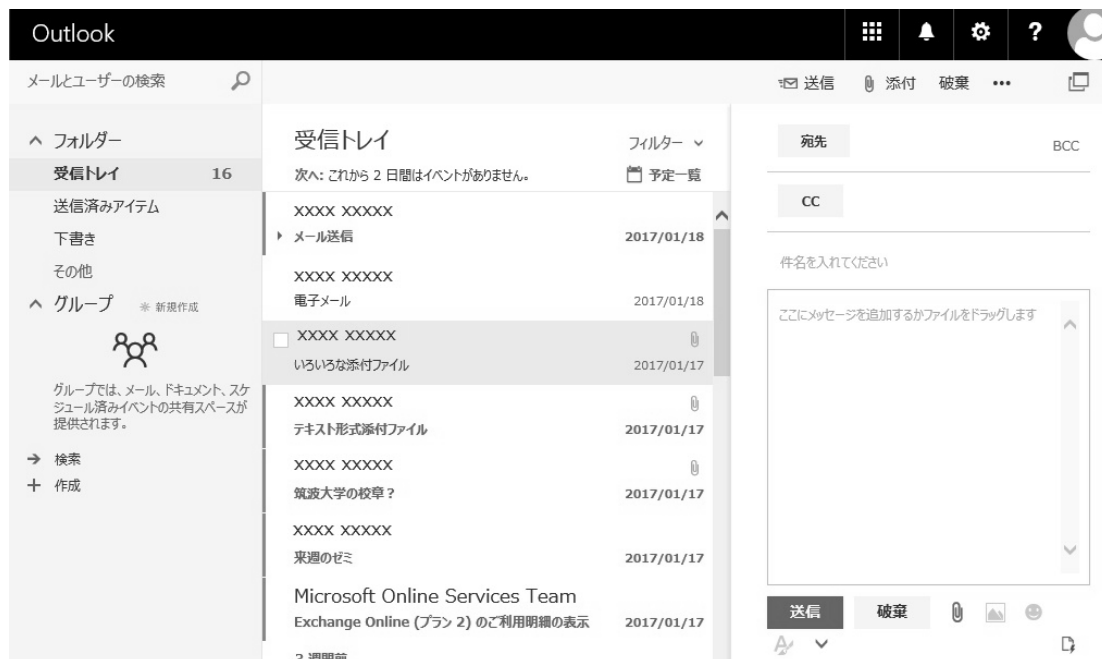 Outlook
?
メールとユーザーの検索
送信 添付 破棄 •••
フォルダー
受信トレイ 16
送信済みアイテム
下書き
その他
グループ 新規作成
グループでは、メール、ドキュメント、スケ
ジュール済みイベントの共有スペースが
提供されます。
検索
作成
受信トレイ
フィルター
次へ: これから 2 日間はイベントがありません。
予定一覧
XXXX XXXXX
メール送信 2017/01/18
XXXX XXXXX
電子メール 2017/01/18
XXXX XXXXX
いろいろな添付ファイル 2017/01/17
XXXX XXXXX
テキスト形式添付ファイル 2017/01/17
XXXX XXXXX
筑波大学の校章? 2017/01/17
XXXX XXXXX
来週のゼミ 2017/01/17
Microsoft Online Services Team
Exchange Online (プラン 2) のご利用明細の表示 2017/01/17
3 週間前
宛先
BCC
CC
件名を入れてください
ここにメッセージを追加するかファイルをドラッグします
送信 破棄